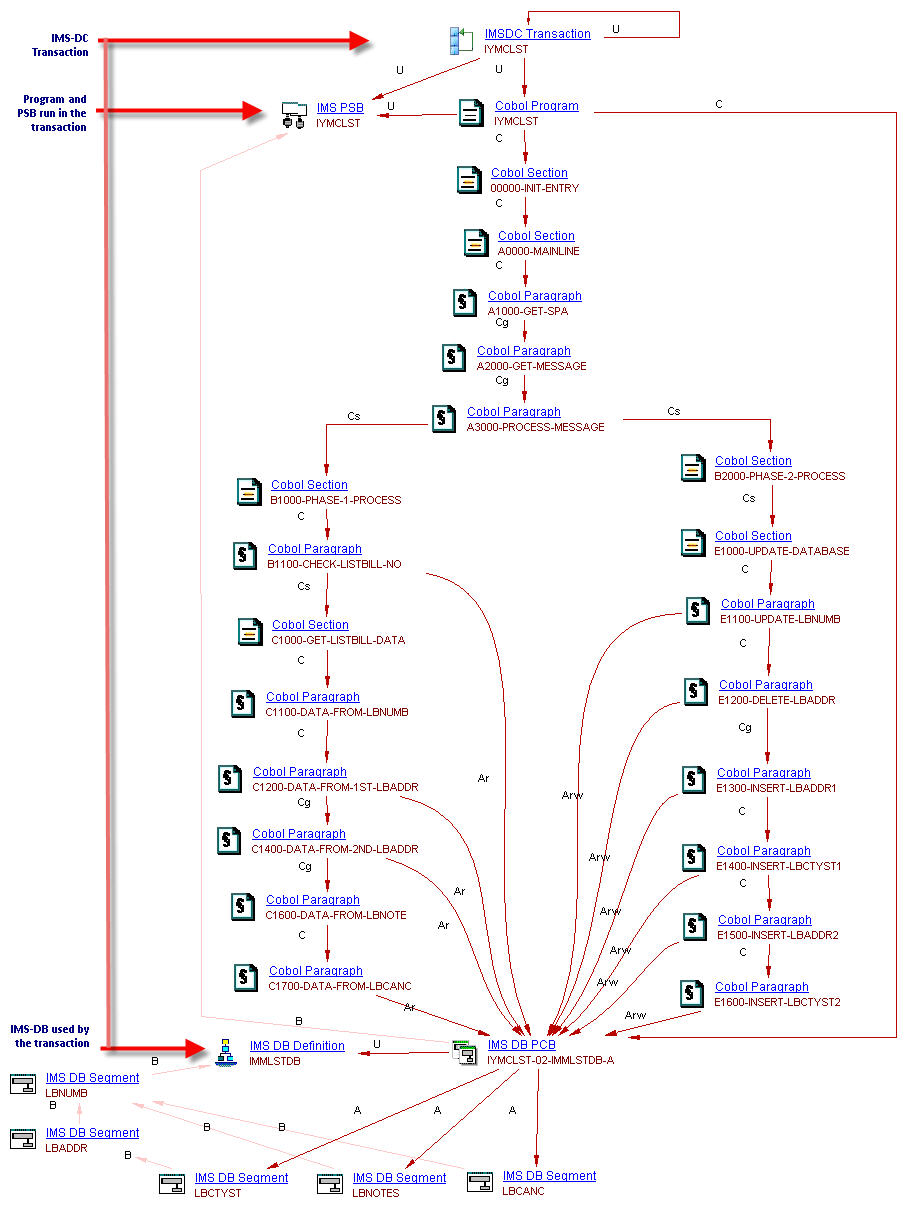 IMS-DC
Transaction
IMSDC Transaction
IYMCLST
U
U
U
Program and
PSB run in the
transaction
IMS PSB
IYMCLST
U
Cobol Program
IYMCLST
C
C
Cobol Section
00000-INIT-ENTRY
C
Cobol Section
A0000-MAINLINE
C
Cobol Paragraph
A1000-GET-SPA
Cg
Cobol Paragraph
A2000-GET-MESSAGE
Cg
Cobol Paragraph
A3000-PROCESS-MESSAGE
Cs
Cs
Cobol Section
B1000-PHASE-1-PROCESS
C
Cobol Paragraph
B1100-CHECK-LISTBILL-NO
Cs
Cobol Section
C1000-GET-LISTBILL-DATA
C
Cobol Paragraph
C1100-DATA-FROM-LBNUMB
C
Cobol Paragraph
C1200-DATA-FROM-1ST-LBADDR
Cg
Cobol Paragraph
C1400-DATA-FROM-2ND-LBADDR
Cg
Cobol Paragraph
C1600-DATA-FROM-LBNOTE
C
Cobol Paragraph
C1700-DATA-FROM-LBCANC
Ar
Ar
Ar
Ar
Cobol Section
B2000-PHASE-2-PROCESS
Cs
Cobol Section
E1000-UPDATE-DATABASE
C
Cobol Paragraph
E1100-UPDATE-LBNUMB
C
Cobol Paragraph
E1200-DELETE-LBADDR
Cg
Cobol Paragraph
E1300-INSERT-LBADDR1
C
Cobol Paragraph
E1400-INSERT-LBCTYST1
C
Cobol Paragraph
E1500-INSERT-LBADDR2
C
Cobol Paragraph
E1600-INSERT-LBCTYST2
Arw
Arw
Arw
Arw
Arw
Arw
IMS-DB used by
the transaction
B
IMS DB Definition
IMMLSTDB
U
IMS DB PCB
IYMCLST-02-IMMLSTDB-A
B
IMS DB Segment
LBNUMB
B
IMS DB Segment
LBADDR
B
B
B
A
A
A
IMS DB Segment
LBCTYST
IMS DB Segment
LBNOTES
IMS DB Segment
LBCANC